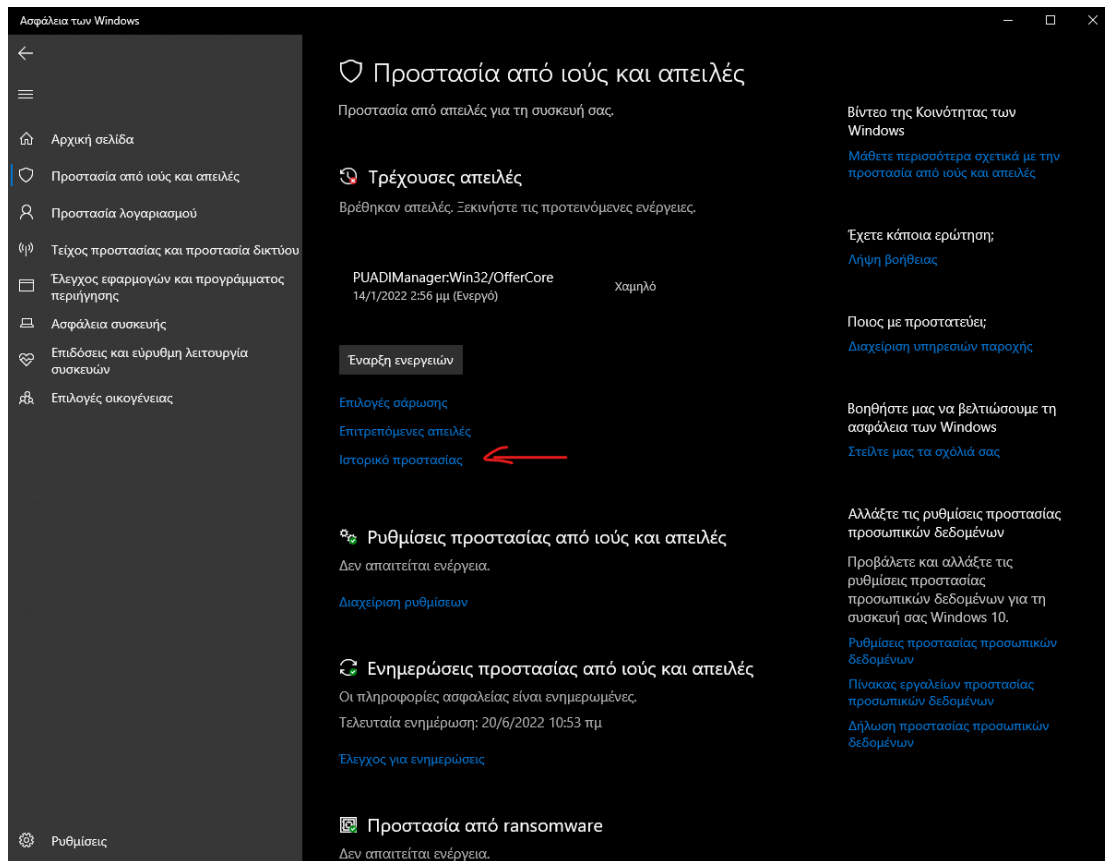 Ασφάλεια των Windows
Αρχική σελίδα
Προστασία από ιούς και απειλές
Προστασία λογαριασμού
Τείχος προστασίας και προστασία δικτύου
Έλεγχος εφαρμογών και προγράμματος
περιήγησης
Ασφάλεια συσκευής
Επιδόσεις και εύρυθμη λειτουργία
συσκευών
Επιλογές οικογένειας
Ρυθμίσεις
Προστασία από ιούς και απειλές
Προστασία από απειλές για τη συσκευή σας.
Τρέχουσες απειλές
Βρέθηκαν απειλές. Ξεκινήστε τις προτεινόμενες ενέργειες.
PUADIManager:Win32/OfferCore
14/1/2022 2:56 μμ (Ενεργό)
Χαμηλό
Έναρξη ενεργειών
Επιλογές σάρωσης
Επιτρεπόμενες απειλές
Ιστορικό προστασίας
Ρυθμίσεις προστασίας από ιούς και απειλές
Δεν απαιτείται ενέργεια.
Διαχείριση ρυθμίσεων
Ενημερώσεις προστασίας από ιούς και απειλές
Οι πληροφορίες ασφαλείας είναι ενημερωμένες.
Τελευταία ενημέρωση: 20/6/2022 10:53 πμ
Έλεγχος για ενημερώσεις
Προστασία από ransomware
Δεν απαιτείται ενέργεια.
Βίντεο της Κοινότητας των
Windows
Μάθετε περισσότερα σχετικά με την
προστασία από ιούς και απειλές
Έχετε κάποια ερώτηση;
Λήψη βοήθειας
Ποιος με προστατεύει;
Διαχείριση υπηρεσιών παροχής
Βοηθήστε μας να βελτιώσουμε τη
ασφάλεια των Windows
Στείλτε μας τα σχόλιά σας
Αλλάξτε τις ρυθμίσεις προστασίας
προσωπικών δεδομένων
Προβάλετε και αλλάξτε τις
ρυθμίσεις προστασίας
προσωπικών δεδομένων για τη
συσκευή σας Windows 10.
Ρυθμίσεις προστασίας προσωπικών
δεδομένων
Πίνακας εργαλείων προστασίας
προσωπικών δεδομένων
Δήλωση προστασίας προσωπικών
δεδομένων